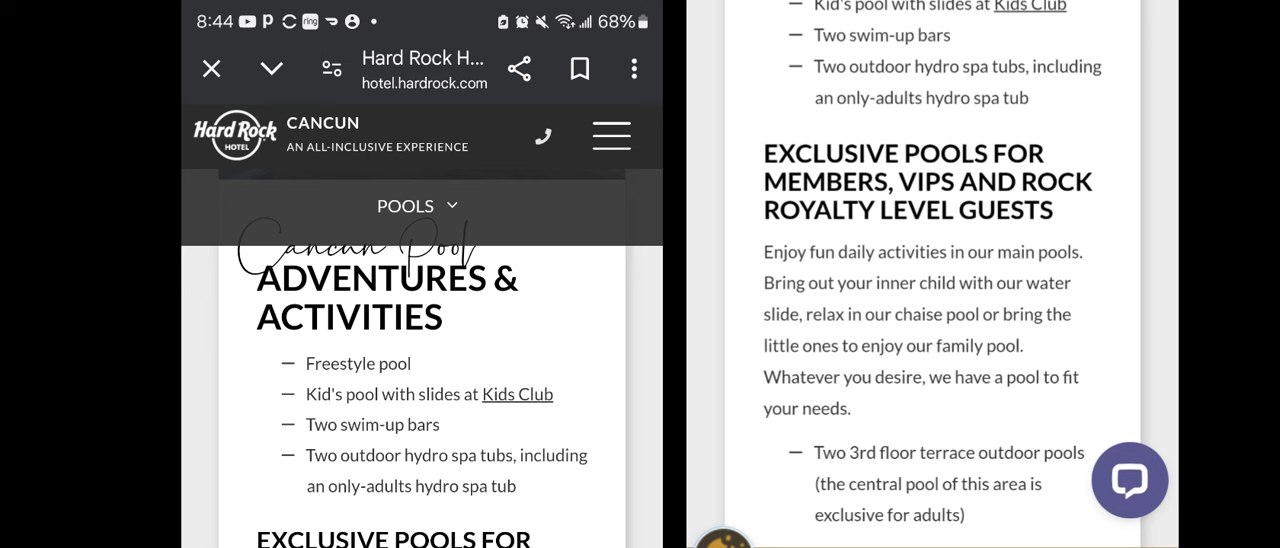 8:44
ring
68%
Hard Rock H...
hotel.hardrock.com
Hard Rock
HOTEL
CANCUN
AN ALL-INCLUSIVE EXPERIENCE
POOLS
Cancun Pool
ADVENTURES &
ACTIVITIES
— Freestyle pool
— Kid's pool with slides at Kids Club
— Two swim-up bars
— Two outdoor hydro spa tubs, including
an only-adults hydro spa tub
EXCLUSIVE POOLS FOR
— Kid's pool with slides at Kids Club
— Two swim-up bars
— Two outdoor hydro spa tubs, including
an only-adults hydro spa tub
EXCLUSIVE POOLS FOR
MEMBERS, VIPS AND ROCK
ROYALTY LEVEL GUESTS
Enjoy fun daily activities in our main pools.
Bring out your inner child with our water
slide, relax in our chaise pool or bring the
little ones to enjoy our family pool.
Whatever you desire, we have a pool to fit
your needs.
— Two 3rd floor terrace outdoor pools
(the central pool of this area is
exclusive for adults)